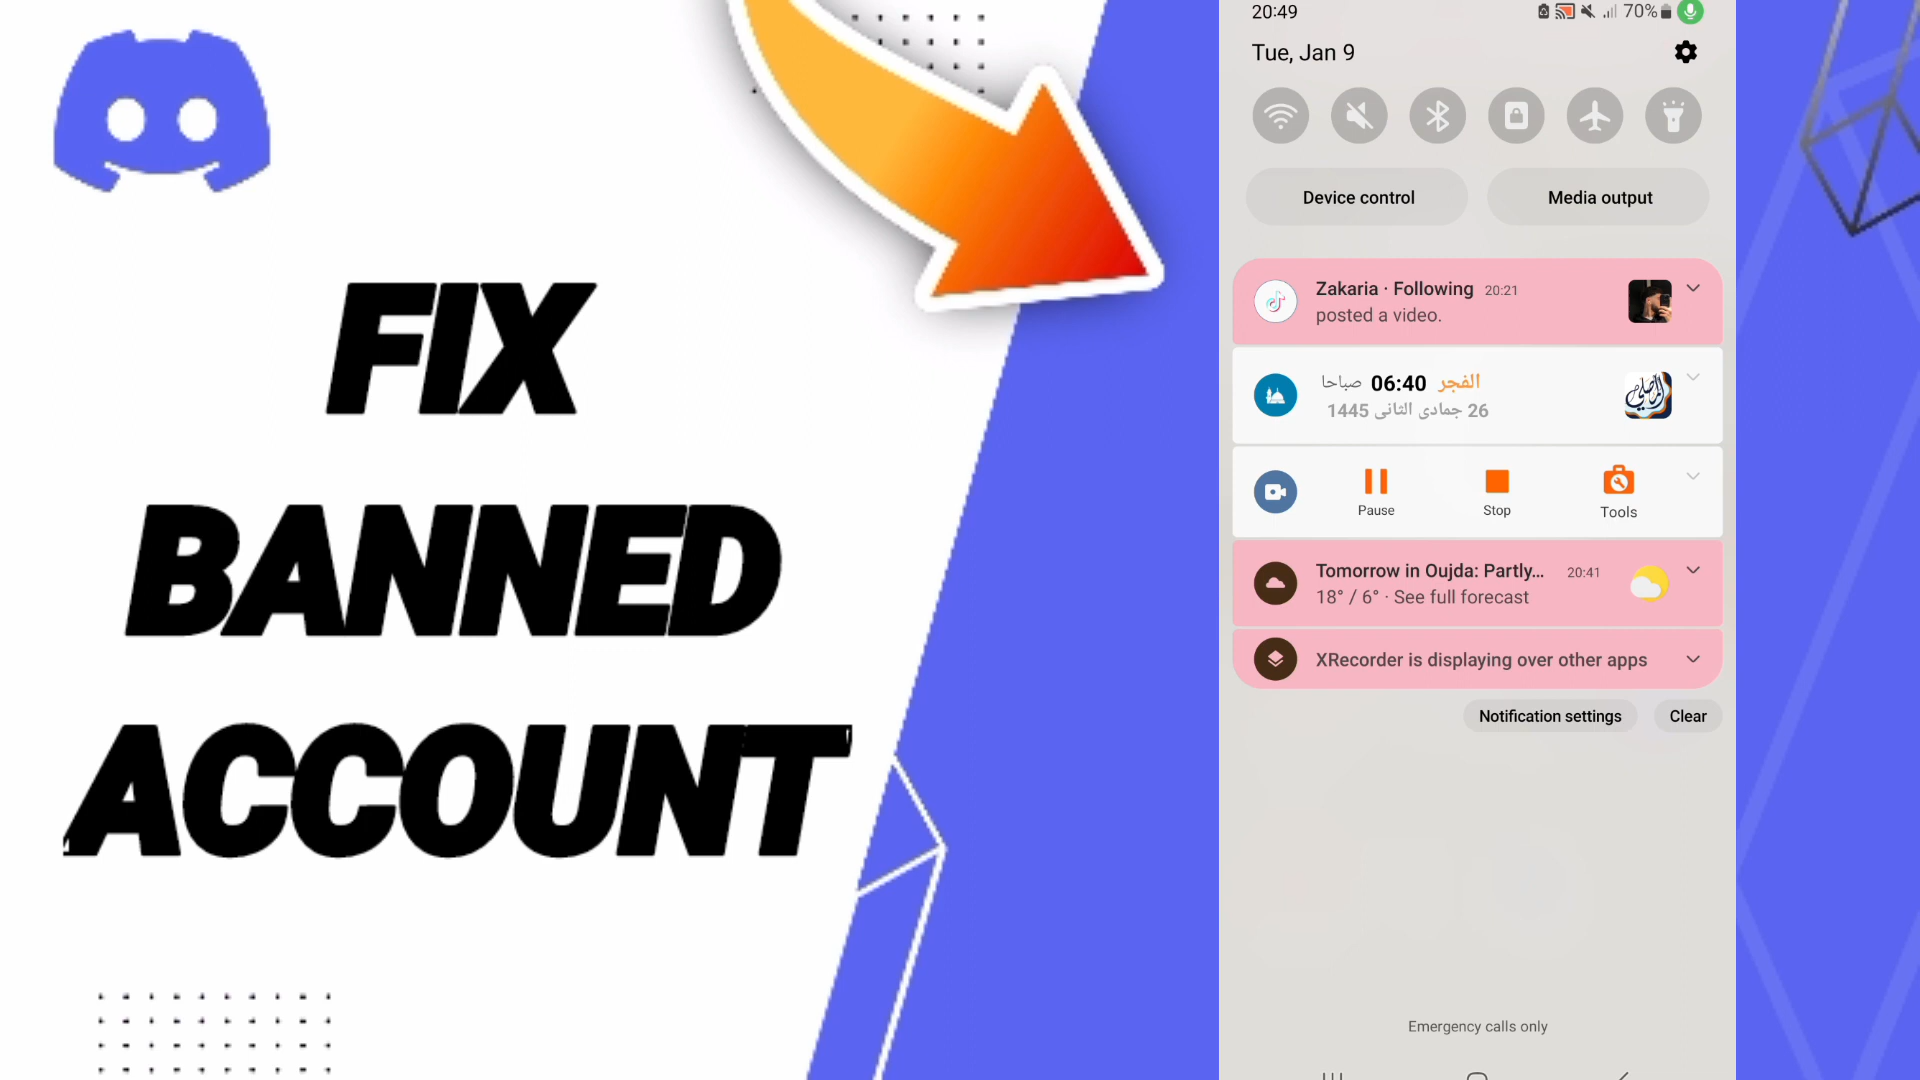 FIX
BANNED
ACCOUNT
20:49
70%
Tue, Jan 9
Device control
Media output
Zakaria · Following 20:21
posted a video.
الفجر 06:40 صباحا
26 جمادى الثانى 1445
Pause
Stop
Tools
Tomorrow in Oujda: Partly... 20:41
18° / 6° · See full forecast
XRecorder is displaying over other apps
Notification settings
Clear
Emergency calls only